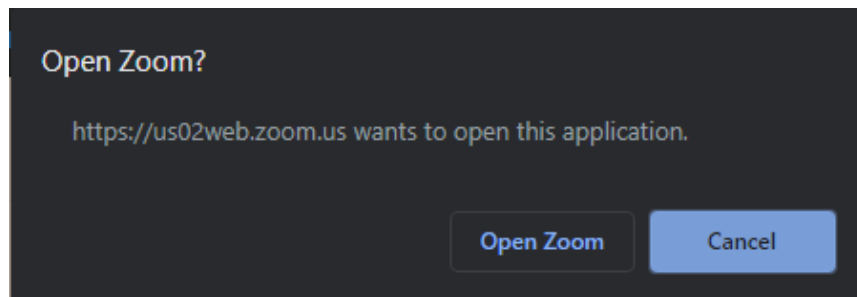 Open Zoom?
https://us02web.zoom.us wants to open this application.
Open Zoom
Cancel